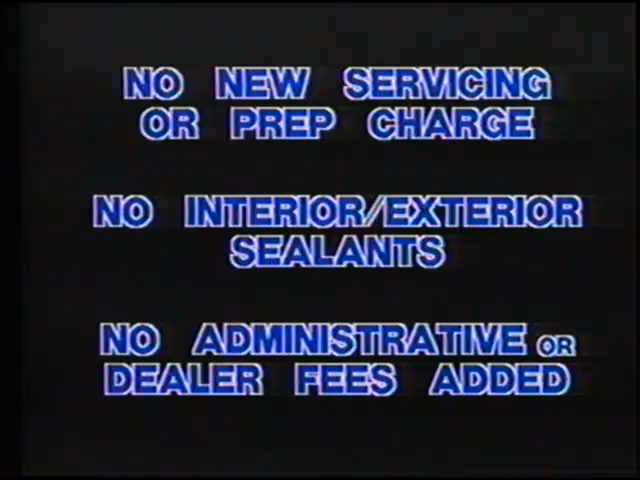 NO NEW SERVICING
OR PREP CHARGE
NO INTERIOR/EXTERIOR
SEALANTS
NO ADMINISTRATIVE OR
DEALER FEES ADDED